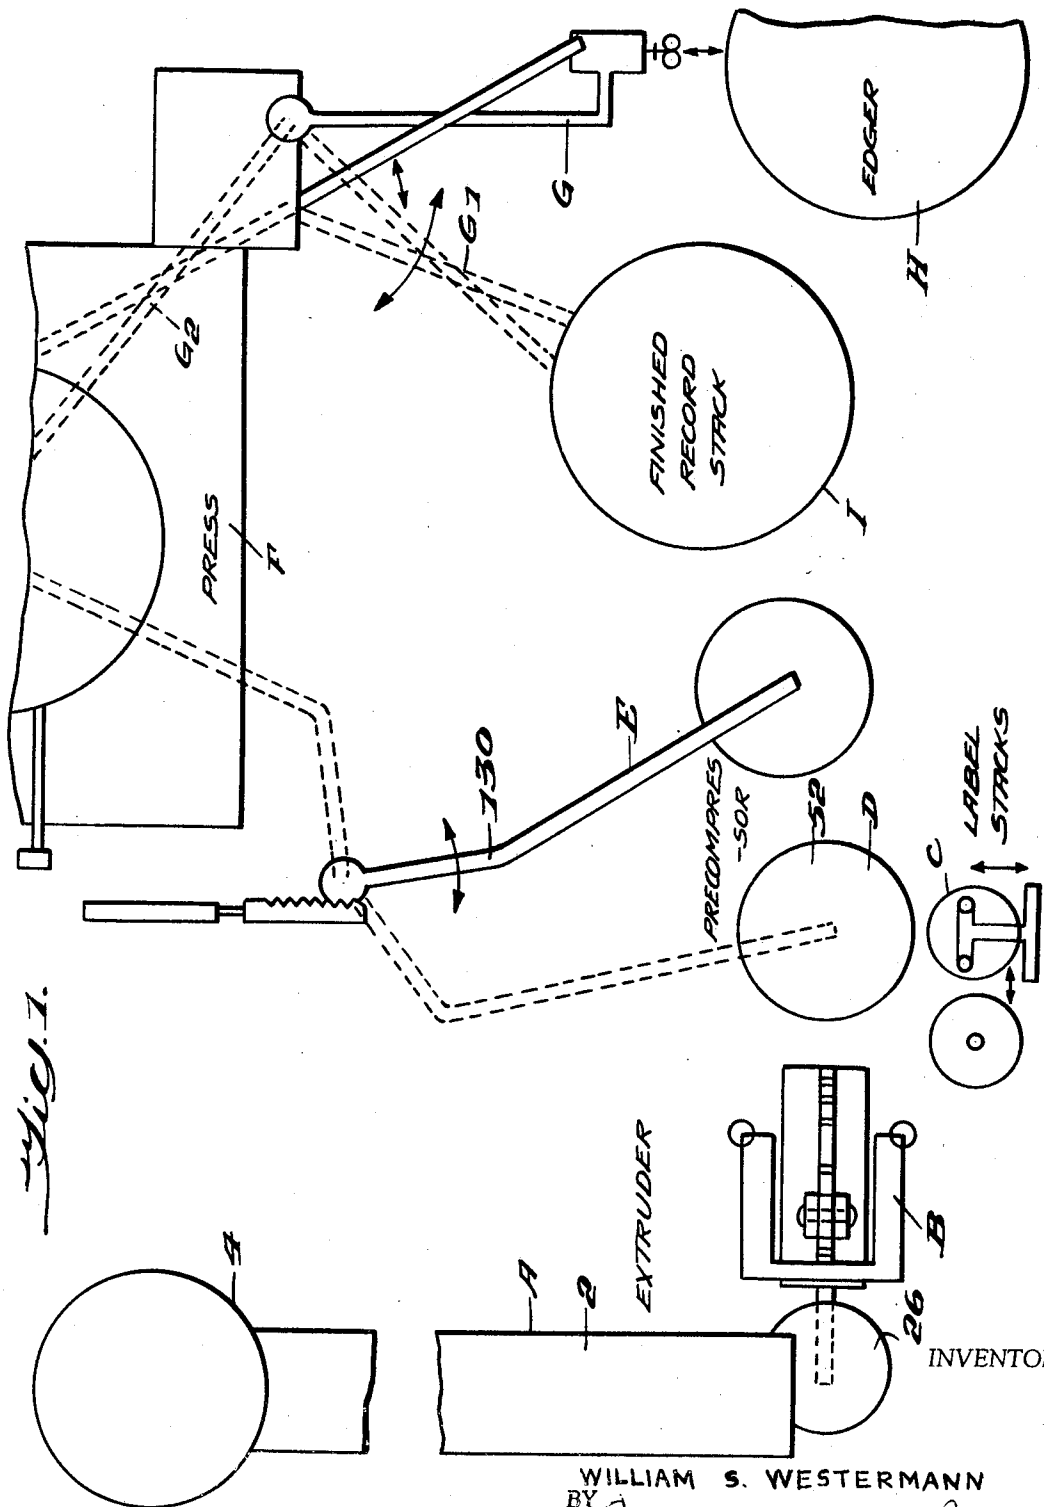 Fig. 1.
4
A
2
EXTRUDER
26
B
PRECOMPRES
-SOR
52
D
C
LABEL
STACKS
130
E
PRESS
F
G2
G1
G
FINISHED
RECORD
STACK
I
EDGER
H
INVENTO
WILLIAM S. WESTERMANN
BY